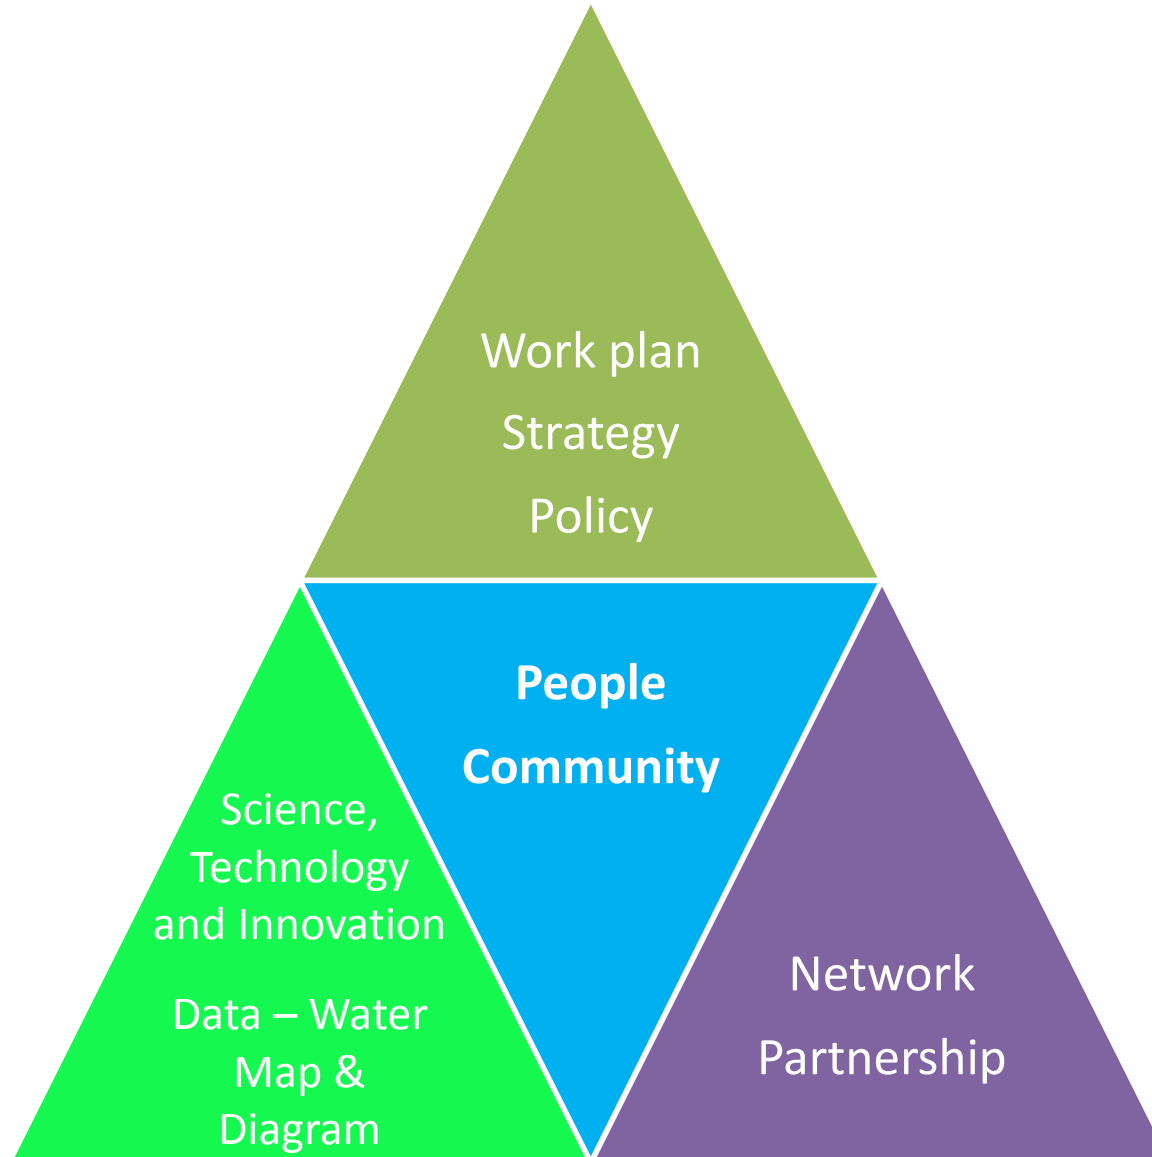 Work plan
Strategy
Policy
People
Community
Science,
Technology
and Innovation
Data – Water
Map &
Diagram
Network
Partnership